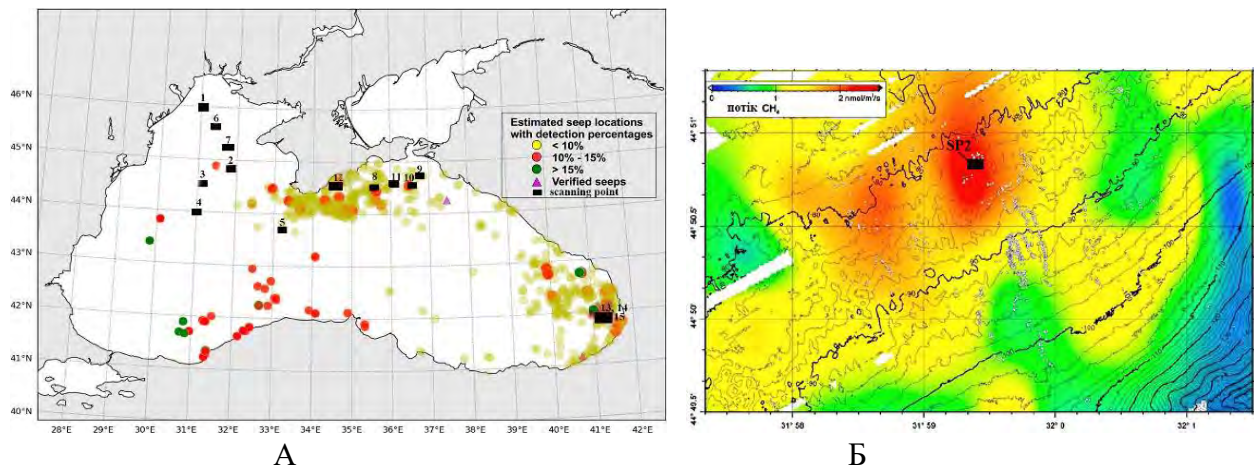 46°N
45°N
44°N
43°N
42°N
41°N
40°N
28°E 29°E 30°E 31°E 32°E 33°E 34°E 35°E 36°E 37°E 38°E 39°E 40°E 41°E 42°E
Estimated seep locations
with detection percentages
< 10%
10% - 15%
> 15%
Verified seeps
scanning point
1
6
7
2
3
4
5
12
8
11
10
9
13 14
15
А
0 1 2 nmol/m²/s
потік CH₄
SP2
44° 51'
44° 50.5'
44° 50'
44° 49.5'
31° 58' 31° 59' 32° 0' 32° 1'
Б